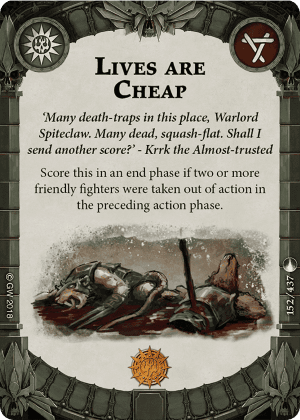 LIVES ARE
CHEAP
'Many death-traps in this place, Warlord
Spiteclaw. Many dead, squash-flat. Shall I
send another score?' - Krrk the Almost-trusted
Score this in an end phase if two or more
friendly fighters were taken out of action in
the preceding action phase.
© GW 2018
152/437